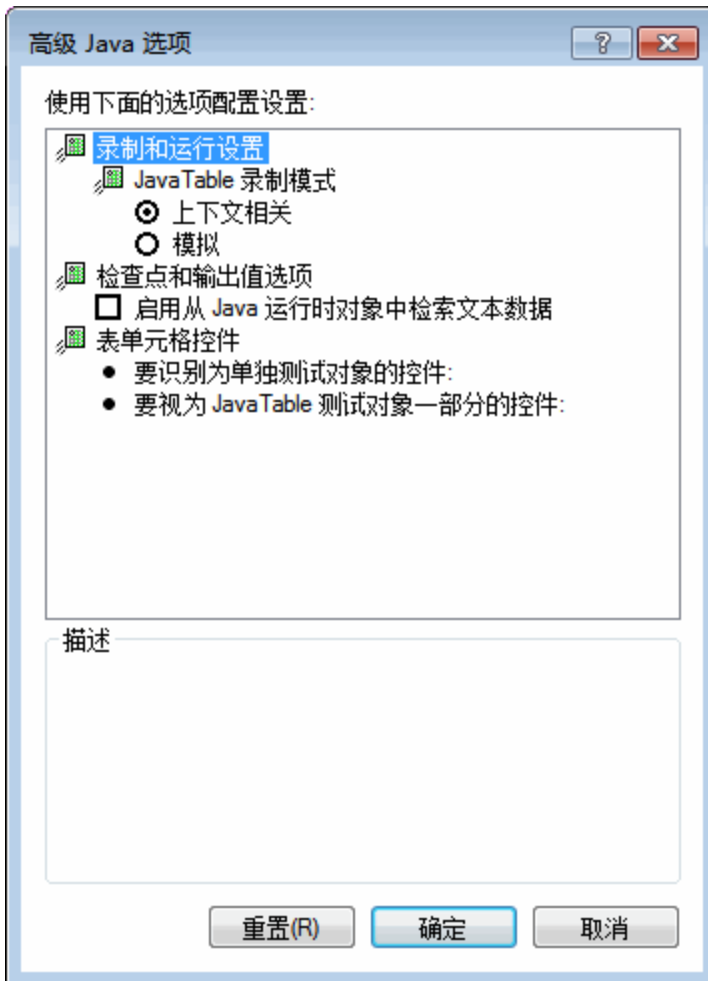 高级 Java 选项
使用下面的选项配置设置:
录制和运行设置
JavaTable 录制模式
上下文相关
模拟
检查点和输出值选项
启用从 Java 运行时对象中检索文本数据
表单元格控件
要识别为单独测试对象的控件:
要视为 JavaTable 测试对象一部分的控件:
描述
重置(R) 确定 取消